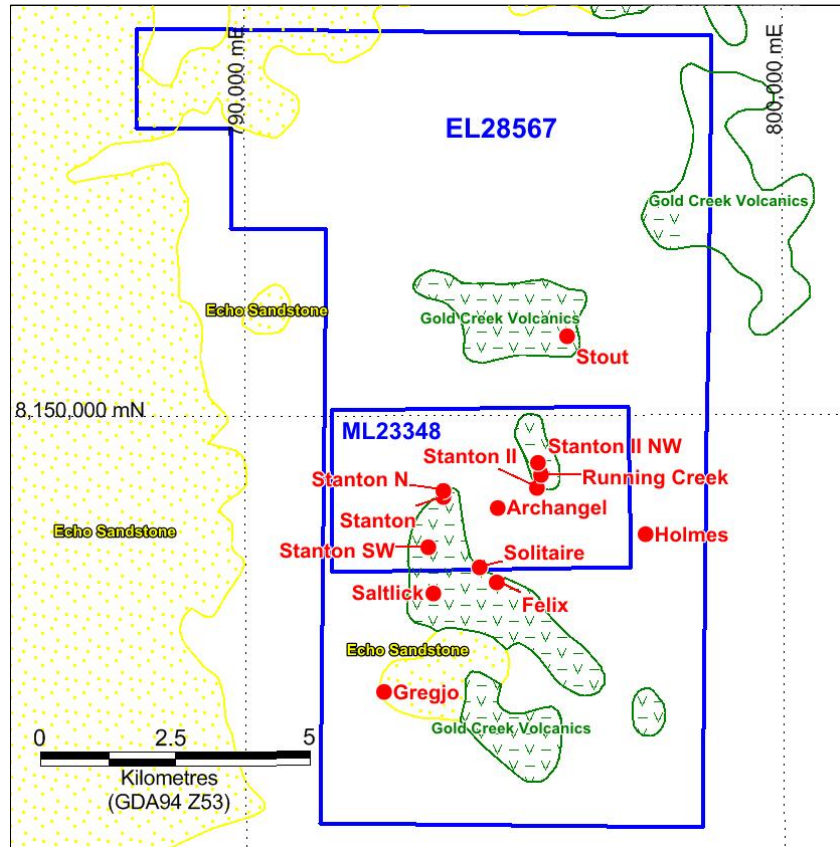 790,000 mE
800,000 mE
EL28567
Gold Creek Volcanics
Echo Sandstone
Gold Creek Volcanics
Stout
8,150,000 mN
ML23348
Stanton II NW
Stanton II
Running Creek
Stanton N
Archangel
Stanton
Echo Sandstone
Holmes
Stanton SW
Solitaire
Saltlick
Felix
Echo Sandstone
Gregjo
Gold Creek Volcanics
0 2.5 5
Kilometres
(GDA94 Z53)